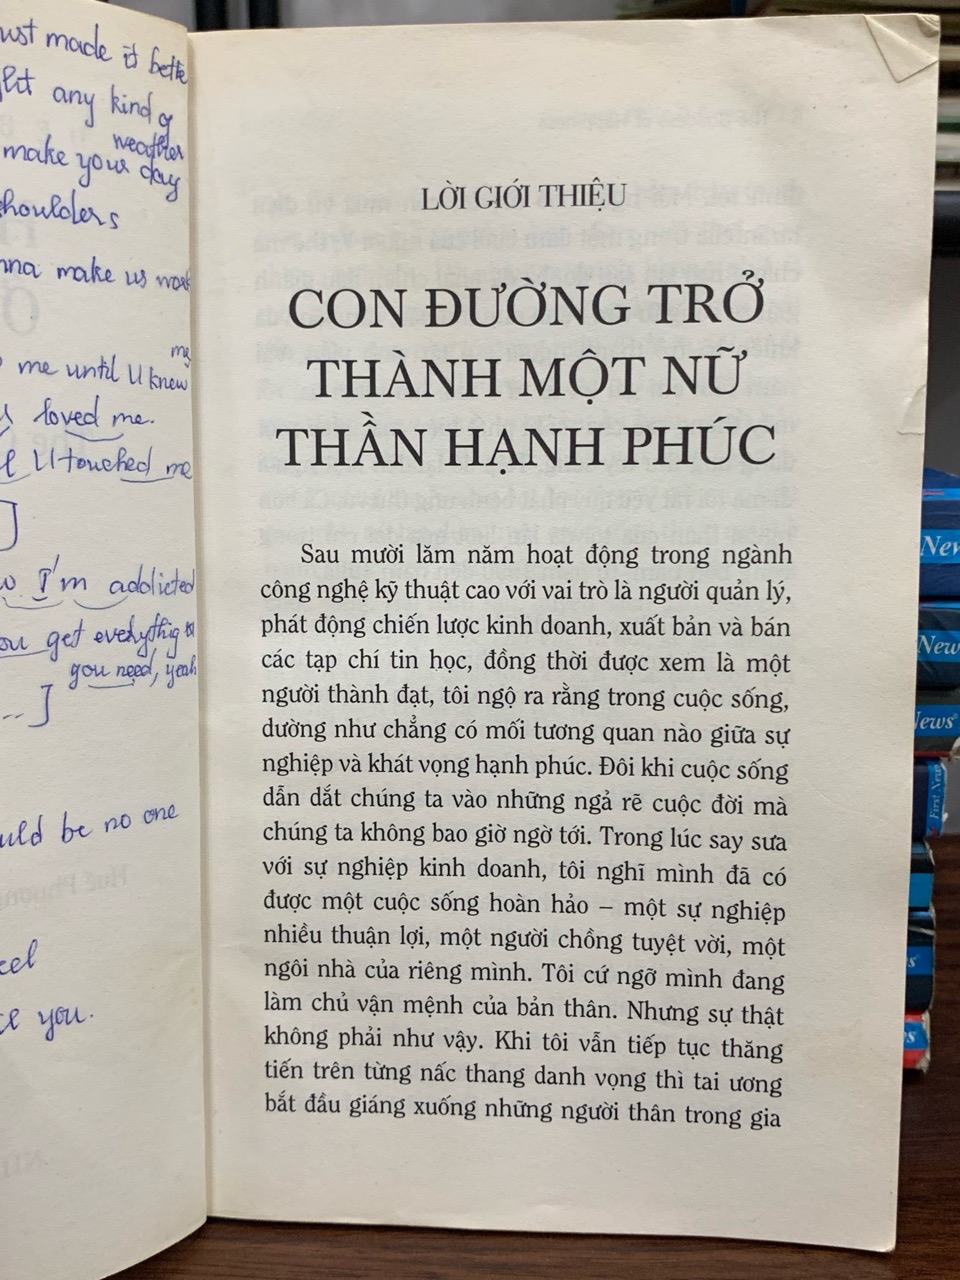 ust made it bette
any kind of
weather
make your day
houlders
nna make us work
me until U knew
me
loved me.
U touched me
]
I'm addicted
ou get everythig
you need, yeah
...]
uld be no one
eel
ce you.
LỜI GIỚI THIỆU
CON ĐƯỜNG TRỞ
THÀNH MỘT NỮ
THẦN HẠNH PHÚC
Sau mười lăm năm hoạt động trong ngành
công nghệ kỹ thuật cao với vai trò là người quản lý,
phát động chiến lược kinh doanh, xuất bản và bán
các tạp chí tin học, đồng thời được xem là một
người thành đạt, tôi ngộ ra rằng trong cuộc sống,
dường như chẳng có mối tương quan nào giữa sự
nghiệp và khát vọng hạnh phúc. Đôi khi cuộc sống
dẫn dắt chúng ta vào những ngả rẽ cuộc đời mà
chúng ta không bao giờ ngờ tới. Trong lúc say sưa
với sự nghiệp kinh doanh, tôi nghĩ mình đã có
được một cuộc sống hoàn hảo – một sự nghiệp
nhiều thuận lợi, một người chồng tuyệt vời, một
ngôi nhà của riêng mình. Tôi cứ ngỡ mình đang
làm chủ vận mệnh của bản thân. Nhưng sự thật
không phải như vậy. Khi tôi vẫn tiếp tục thăng
tiến trên từng nấc thang danh vọng thì tai ương
bắt đầu giáng xuống những người thân trong gia
New
New
News
First New
s
s